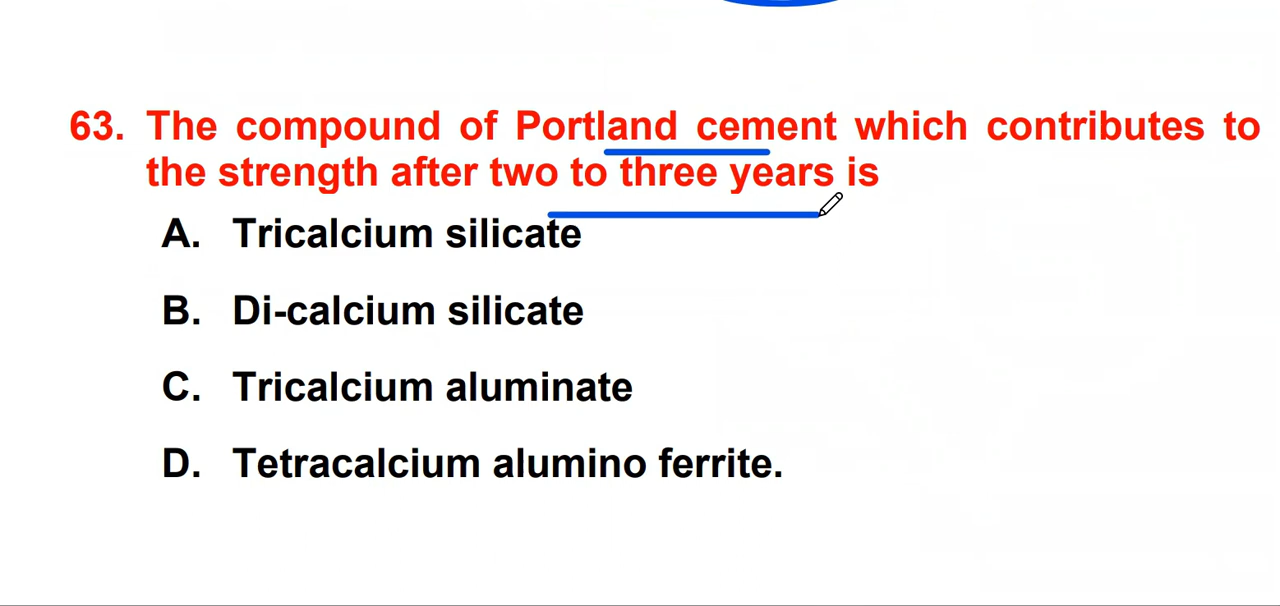 63. The compound of Portland cement which contributes to
the strength after two to three years is
A. Tricalcium silicate
B. Di-calcium silicate
C. Tricalcium aluminate
D. Tetracalcium alumino ferrite.